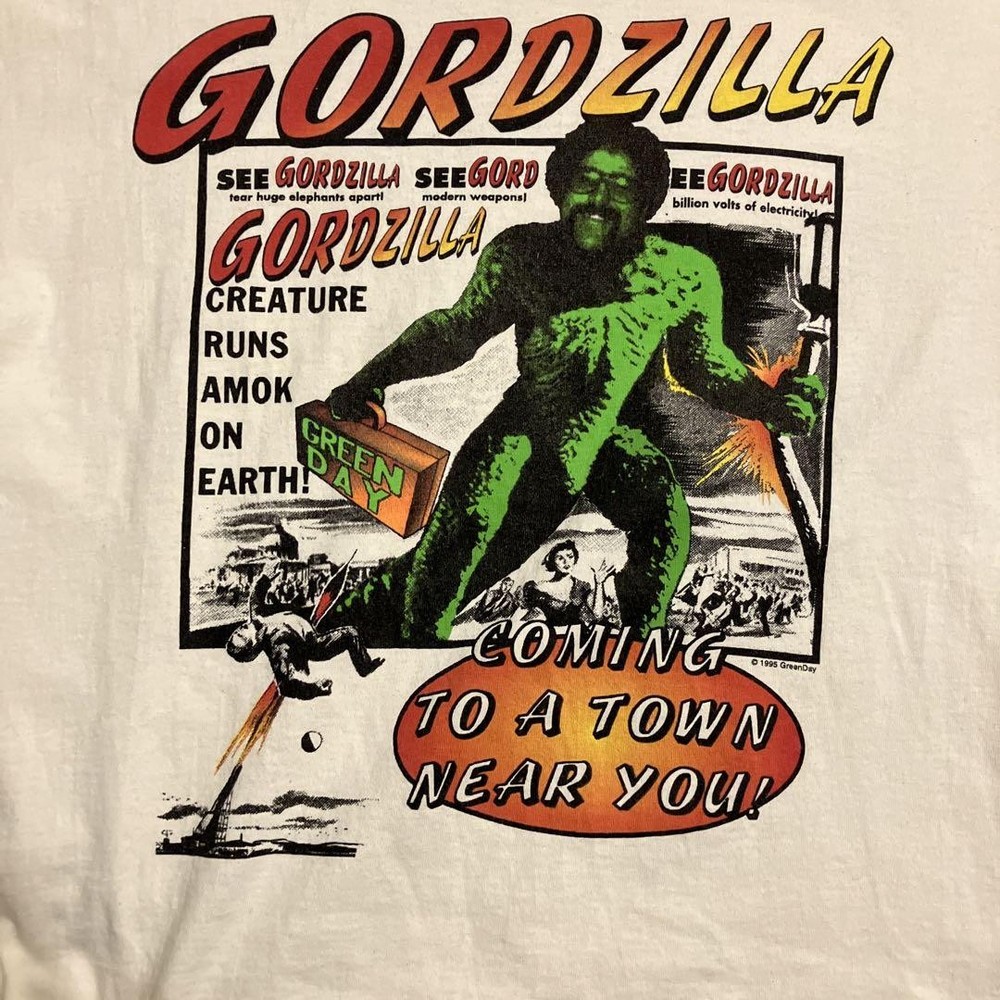 GORDZILLA
SEE GORDZILLA
tear huge elephants apart!
SEE GORD
modern weapons!
EE GORDZILLA
billion volts of electricity!
GORDZILLA
CREATURE
RUNS
AMOK
ON
EARTH!
GREEN
DAY
COMING
TO A TOWN
NEAR YOU!
© 1995 GreenDay